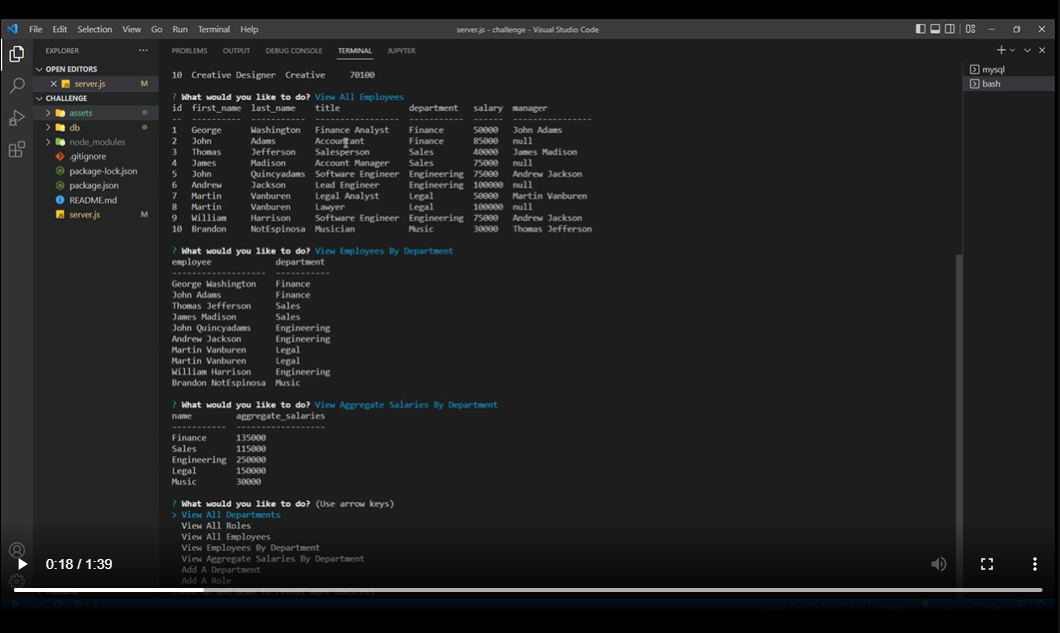 File Edit Selection View Go Run Terminal Help server.js - challenge - Visual Studio Code
EXPLORER ...
OPEN EDITORS
server.js M
CHALLENGE
assets
db
node_modules
.gitignore
package-lock.json
package.json
README.md
server.js M
PROBLEMS OUTPUT DEBUG CONSOLE TERMINAL JUPYTER
mysql
bash
10 Creative Designer Creative 70100
? What would you like to do? View All Employees
id first_name last_name title department salary manager
-- ---------- ----------- ----------------- ----------- ------ ----------------
1 George Washington Finance Analyst Finance 50000 John Adams
2 John Adams Accountant Finance 85000 null
3 Thomas Jefferson Salesperson Sales 40000 James Madison
4 James Madison Account Manager Sales 75000 null
5 John Quincyadams Software Engineer Engineering 75000 Andrew Jackson
6 Andrew Jackson Lead Engineer Engineering 100000 null
7 Martin Vanburen Legal Analyst Legal 50000 Martin Vanburen
8 Martin Vanburen Lawyer Legal 100000 null
9 William Harrison Software Engineer Engineering 75000 Andrew Jackson
10 Brandon NotEspinosa Musician Music 30000 Thomas Jefferson
? What would you like to do? View Employees By Department
employee department
------------------- -----------
George Washington Finance
John Adams Finance
Thomas Jefferson Sales
James Madison Sales
John Quincyadams Engineering
Andrew Jackson Engineering
Martin Vanburen Legal
Martin Vanburen Legal
William Harrison Engineering
Brandon NotEspinosa Music
? What would you like to do? View Aggregate Salaries By Department
name aggregate_salaries
----------- ------------------
Finance 135000
Sales 115000
Engineering 250000
Legal 150000
Music 30000
? What would you like to do? (Use arrow keys)
> View All Departments
View All Roles
View All Employees
View Employees By Department
View Aggregate Salaries By Department
Add A Department
Add A Role
0:18 / 1:39